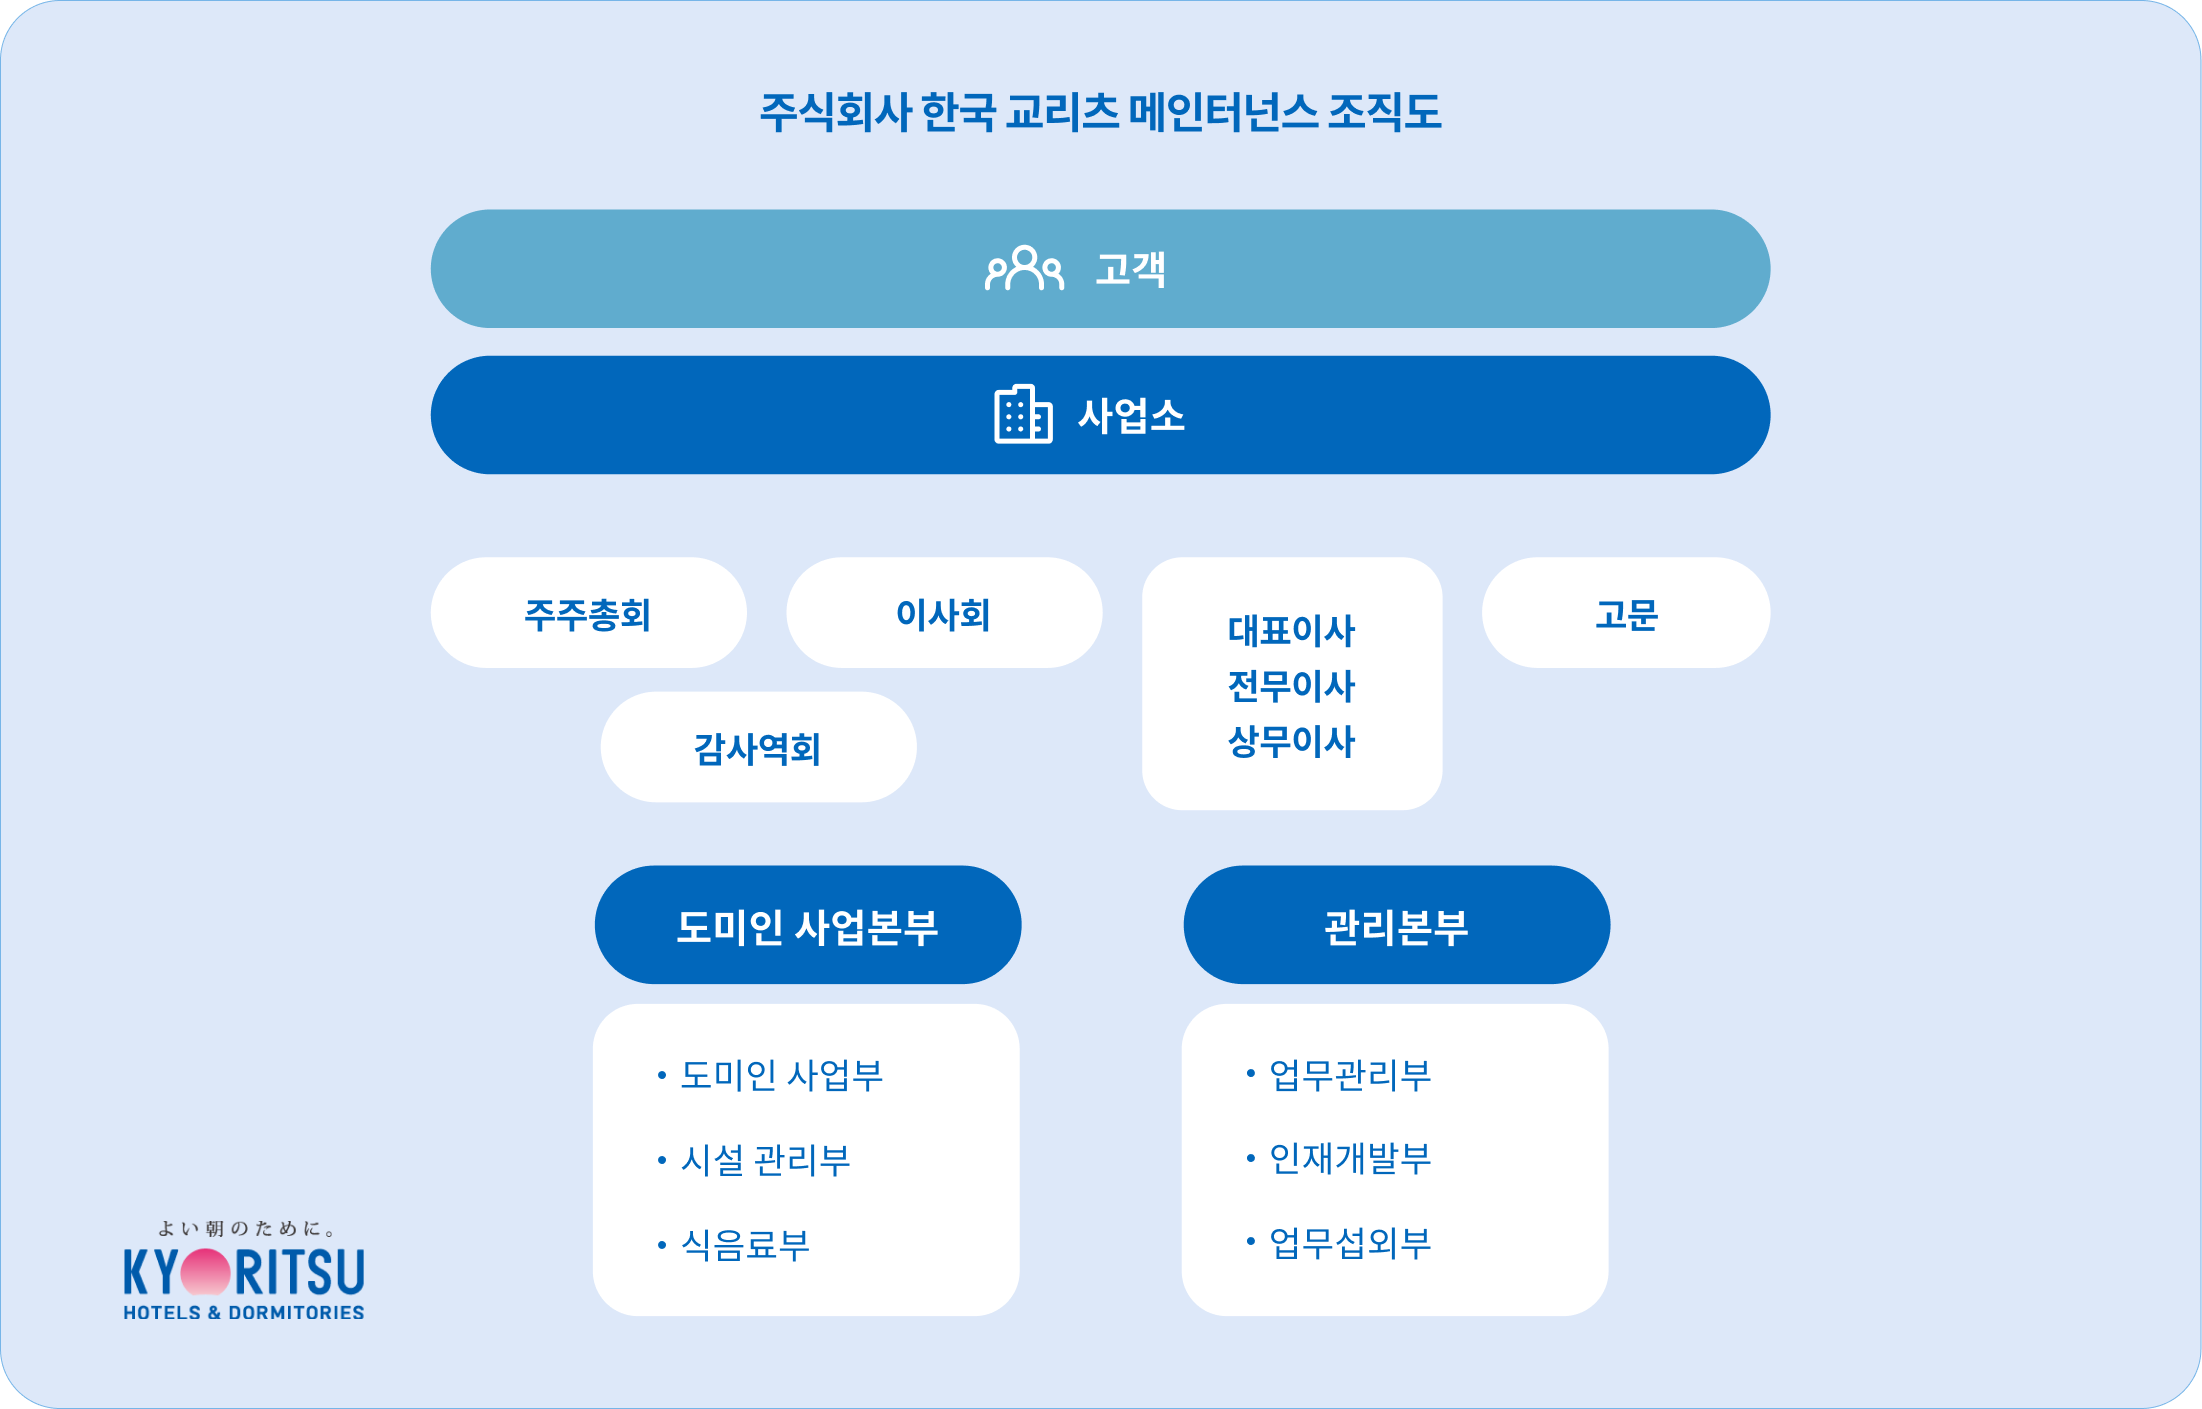 주식회사 한국 교리츠 메인터넌스 조직도
고객
사업소
주주총회
이사회
대표이사
전무이사
상무이사
고문
감사역회
도미인 사업본부
• 도미인 사업부
• 시설 관리부
• 식음료부
관리본부
• 업무관리부
• 인재개발부
• 업무섭외부
よい朝のために。
KYORITSU
HOTELS & DORMITORIES